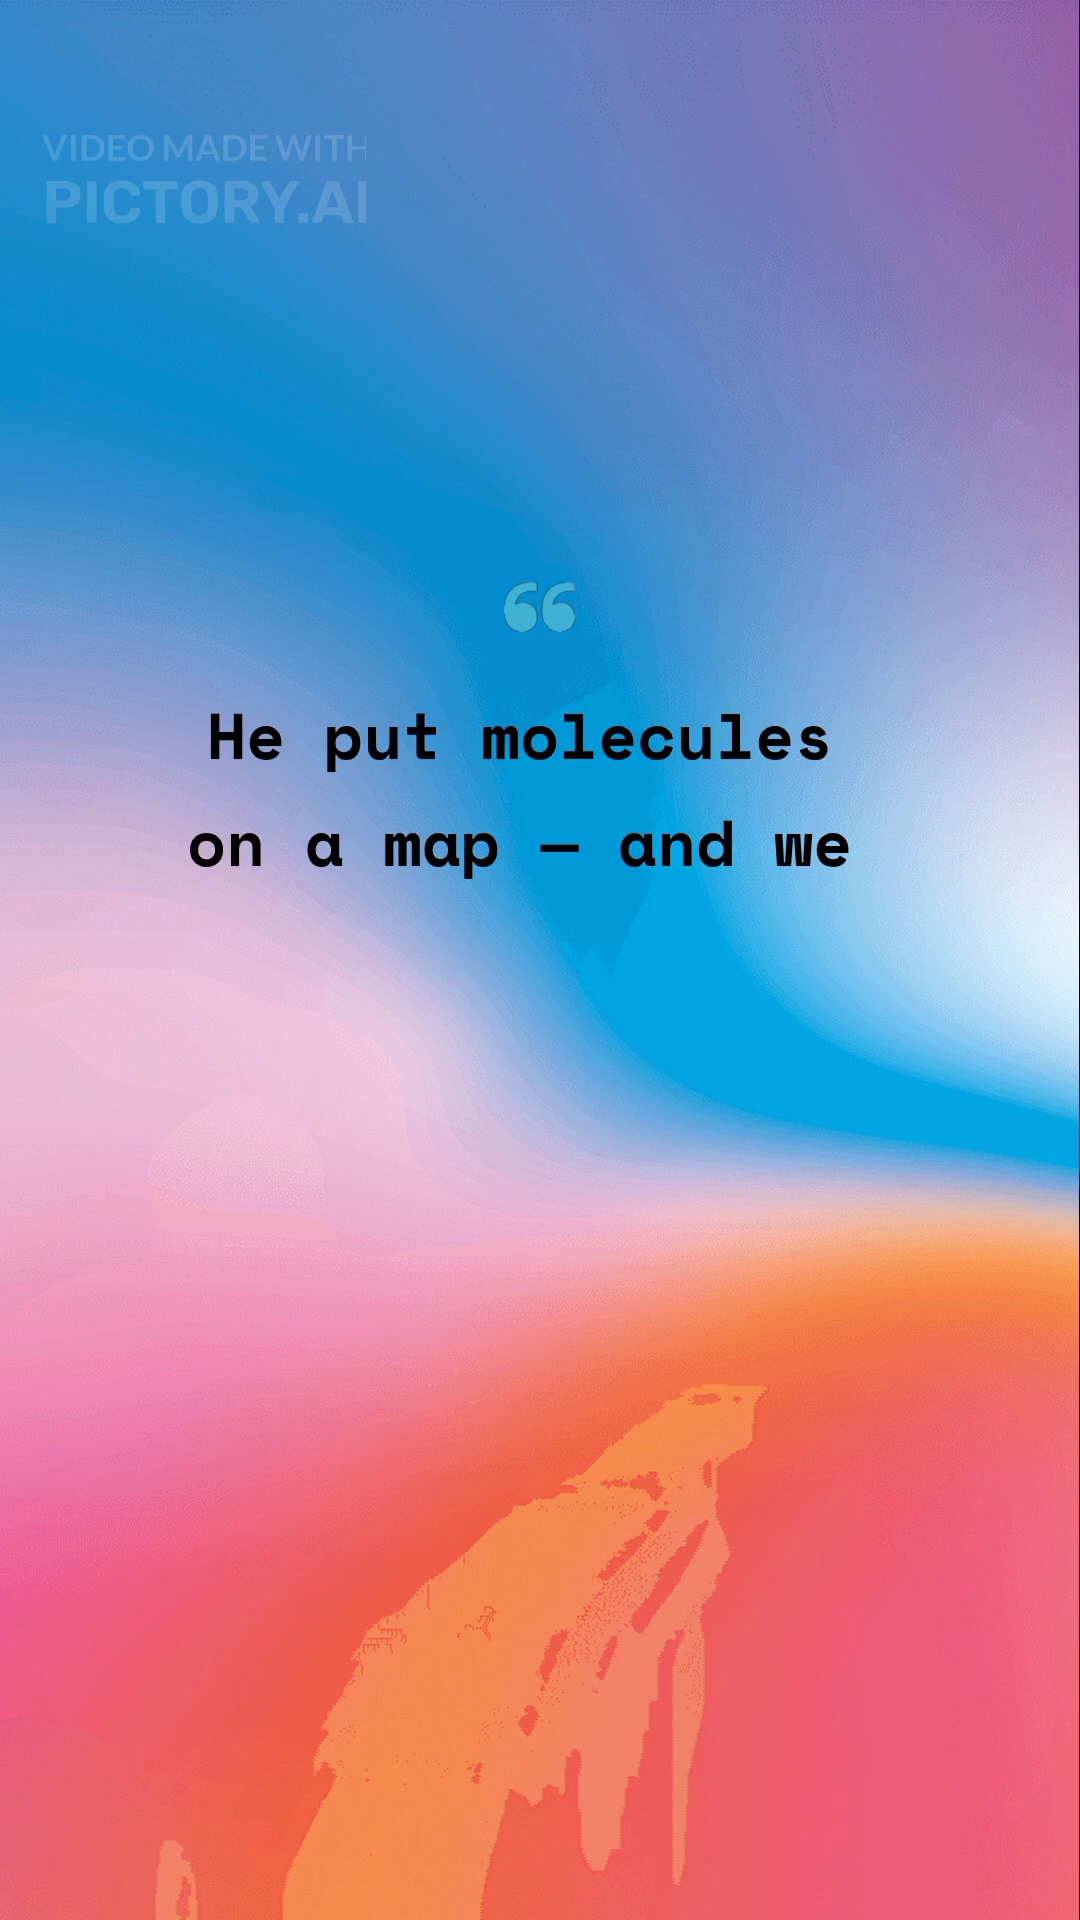 VIDEO MADE WITH
PICTORY.AI
“
He put molecules
on a map — and we